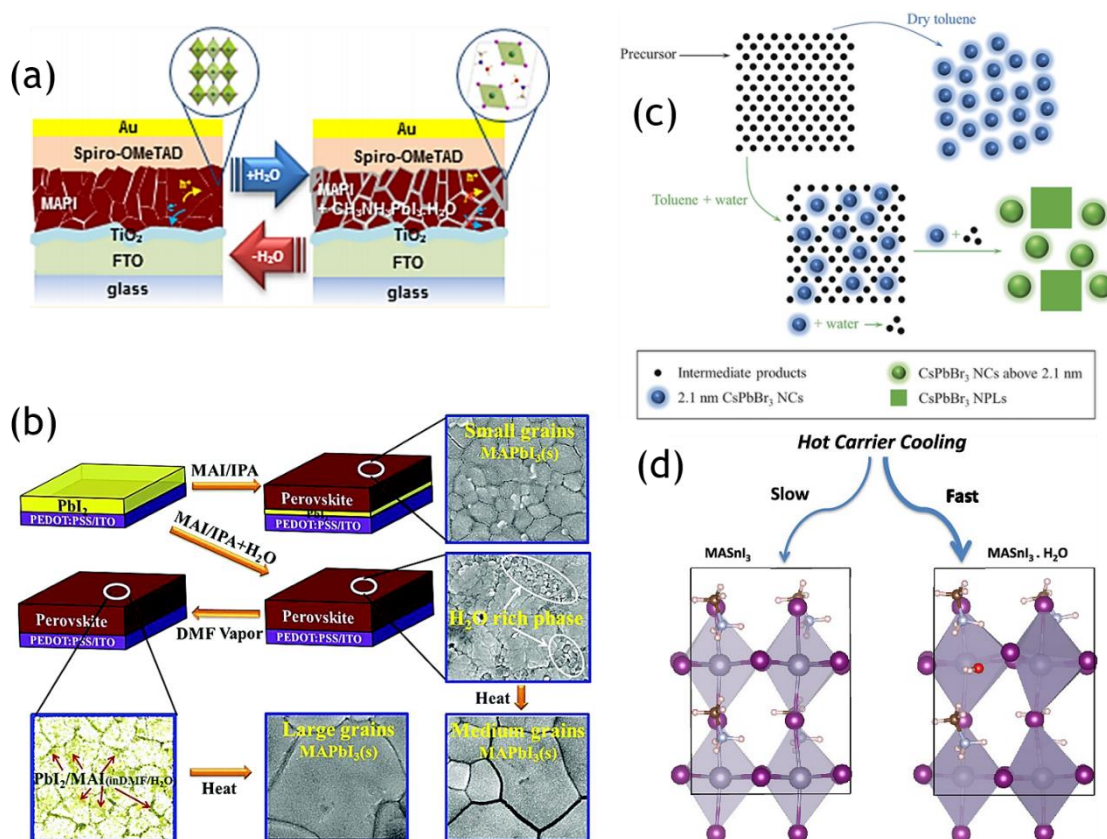 (a)
Au
Spiro-OMeTAD
MAPI
TiO₂
FTO
glass
+H₂O
-H₂O
Au
Spiro-OMeTAD
MAPI
+ CH₃NH₃PbI₃·H₂O
TiO₂
FTO
glass
h⁺
e⁻
h⁺
e⁻
(b)
PbI₂
PEDOT:PSS/ITO
MAI/IPA
Perovskite
PbI₂
PEDOT:PSS/ITO
Small grains
MAPbI₃(s)
MAI/IPA+H₂O
Perovskite
PEDOT:PSS/ITO
DMF Vapor
Perovskite
PEDOT:PSS/ITO
H₂O rich phase
Heat
PbI₂/MAI(inDMF/H₂O)
Heat
Large grains
MAPbI₃(s)
Medium grains
MAPbI₃(s)
(c)
Precursor
Dry toluene
Toluene + water
+
+ water
Intermediate products
2.1 nm CsPbBr₃ NCs
CsPbBr₃ NCs above 2.1 nm
CsPbBr₃ NPLs
(d)
Hot Carrier Cooling
Slow
Fast
MASnI₃
MASnI₃ . H₂O